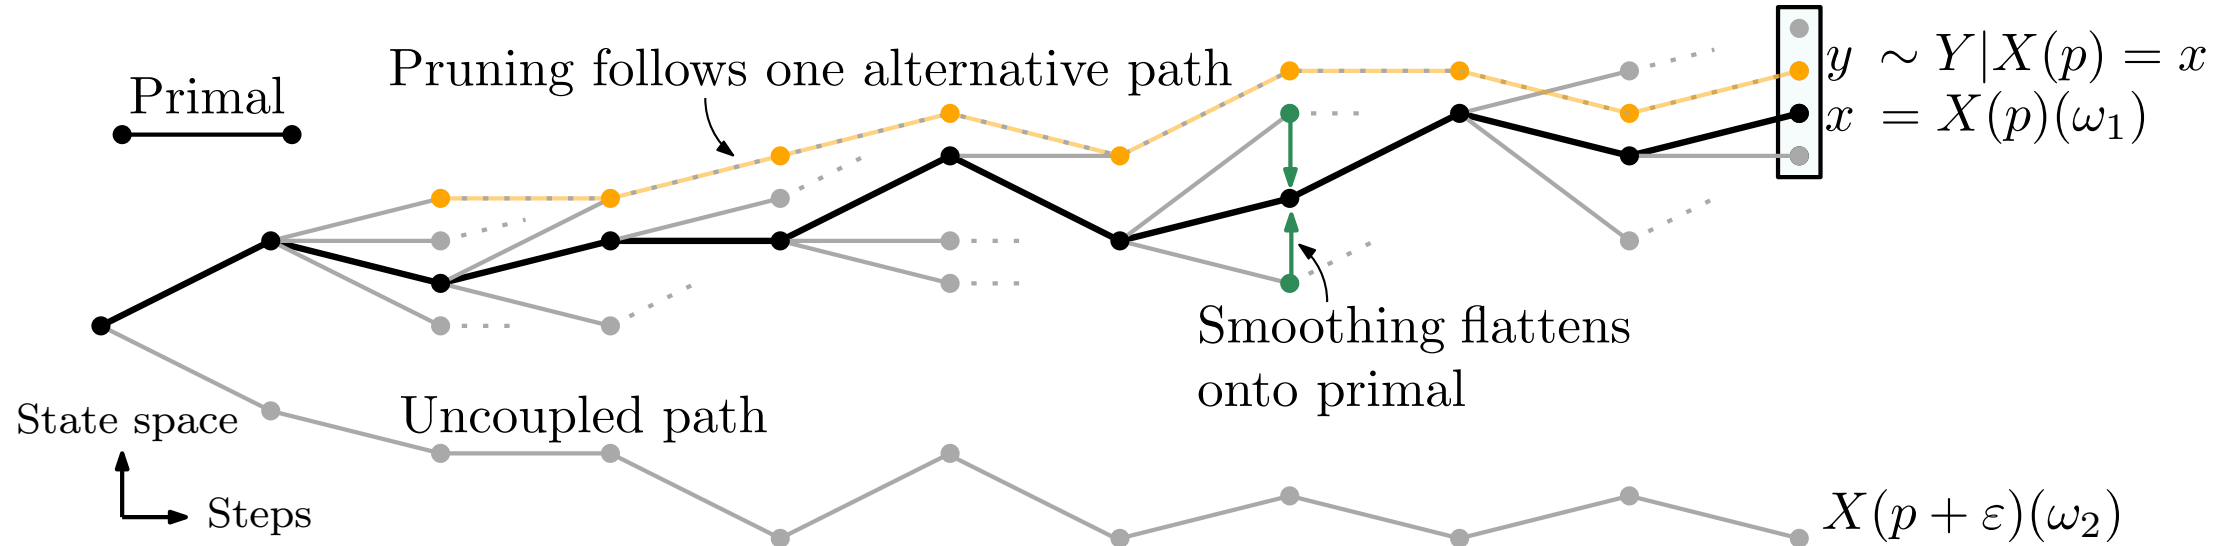 Pruning follows one alternative path
Primal
y ∼ Y|X(p) = x
x = X(p)(ω₁)
Smoothing flattens
onto primal
Uncoupled path
State space
Steps
X(p + ε)(ω₂)